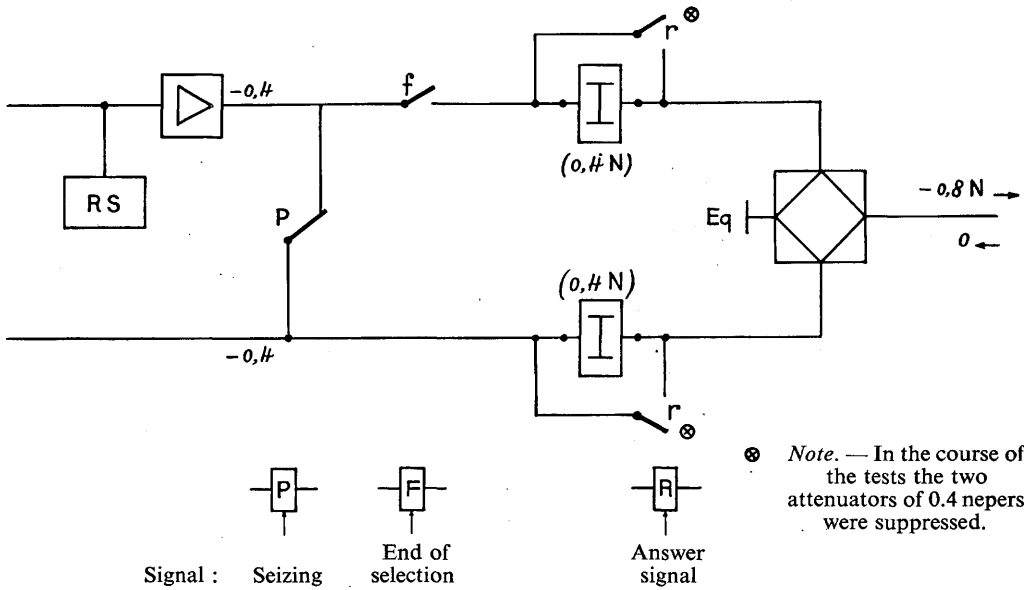 r ⊗
f
-0,4
RS
(0,4 N)
P
Eq
-0,8 N →
0 ←
(0,4 N)
-0,4
r ⊗
⊗ Note. — In the course of
the tests the two
attenuators of 0.4 nepers
were suppressed.
P F R
Signal : Seizing End of
selection Answer
signal